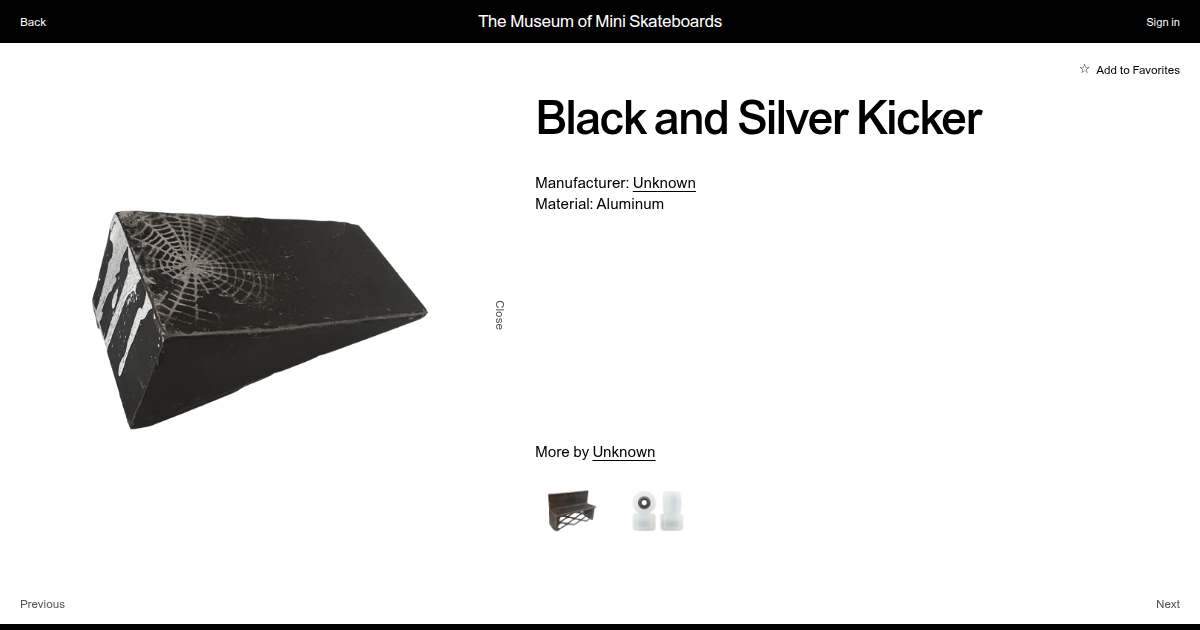 Back
The Museum of Mini Skateboards
Sign in
☆ Add to Favorites
Black and Silver Kicker
Manufacturer: Unknown
Material: Aluminum
Close
More by Unknown
Previous
Next